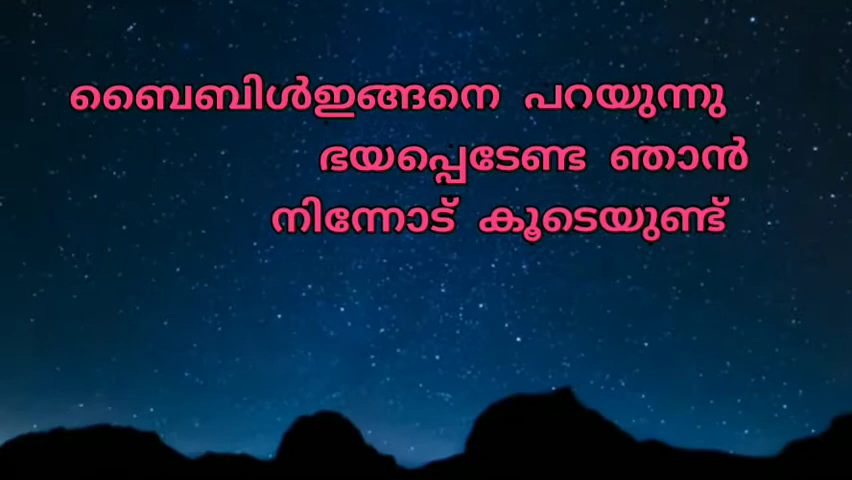 ബൈബിൾഇങ്ങനെ പറയുന്നു
ഭയപ്പെടേണ്ട ഞാൻ
നിന്നോട് കൂടെയുണ്ട്